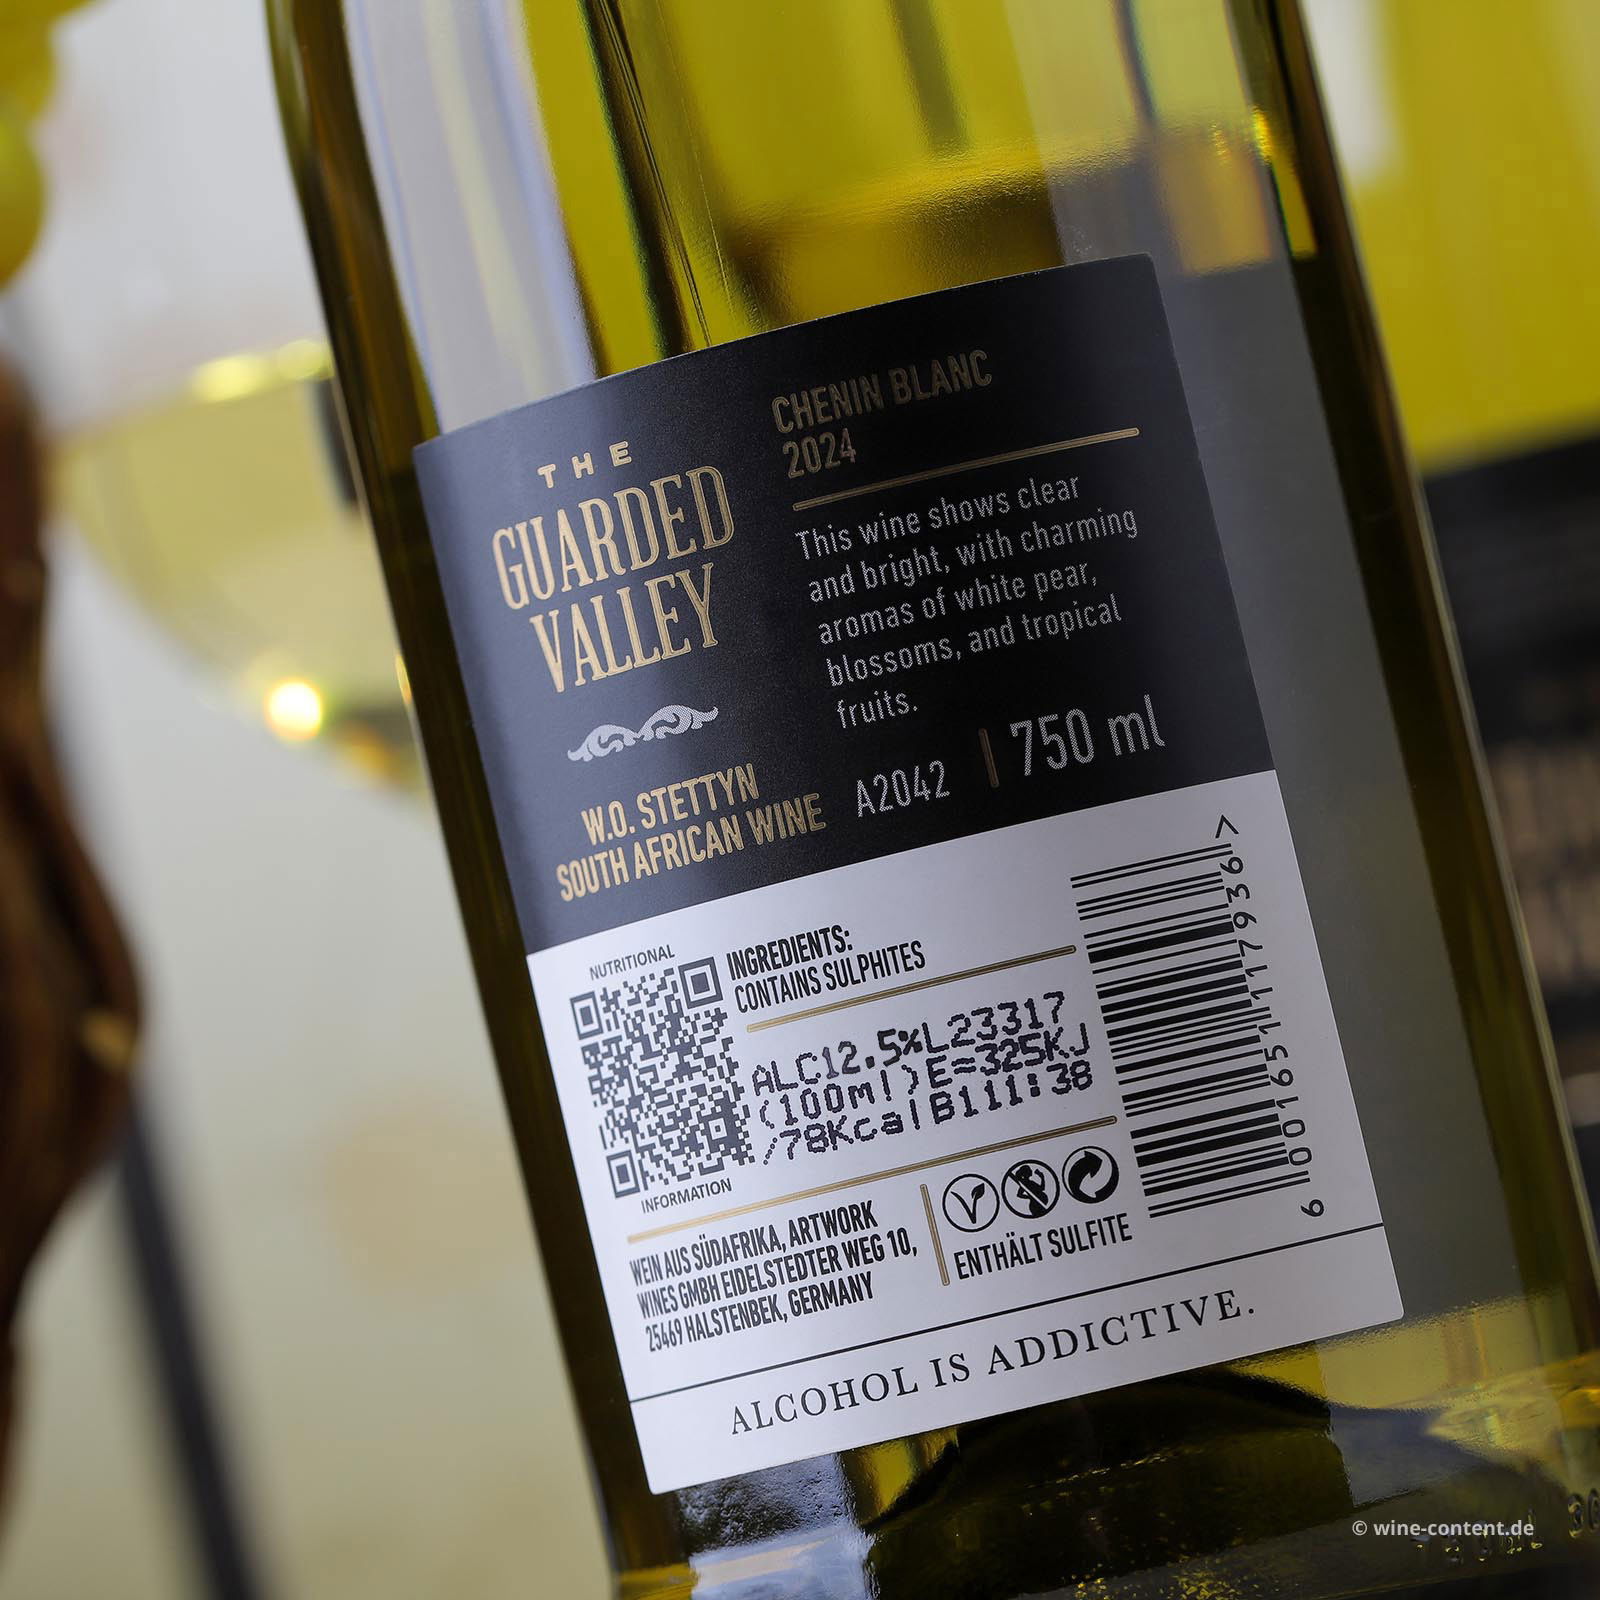 THE
GUARDED
VALLEY
W.O. STETTYN
SOUTH AFRICAN WINE
CHENIN BLANC
2024
This wine shows clear
and bright, with charming
aromas of white pear,
blossoms, and tropical
fruits.
A2042 | 750 ml
NUTRITIONAL
INFORMATION
INGREDIENTS:
CONTAINS SULPHITES
ALC12.5%L23317
(100ml)E=325KJ
/78KcalB111:38
WEIN AUS SÜDAFRIKA, ARTWORK
WINES GMBH EIDELSTEDTER WEG 10,
25469 HALSTENBEK, GERMANY
V
ENTHÄLT SULFITE
6 001651 117936 >
ALCOHOL IS ADDICTIVE.
© wine-content.de